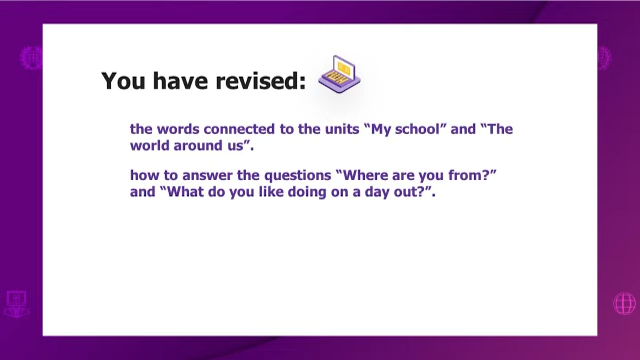 You have revised:
the words connected to the units “My school” and “The
world around us”.
how to answer the questions “Where are you from?”
and “What do you like doing on a day out?”.